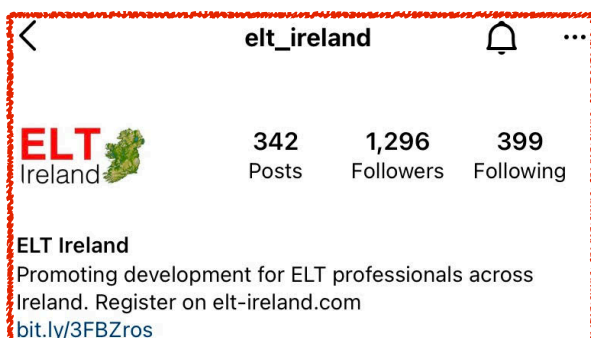 elt_ireland
ELT
Ireland
342 1,296 399
Posts Followers Following
ELT Ireland
Promoting development for ELT professionals across
Ireland. Register on elt-ireland.com
bit.ly/3FBZros